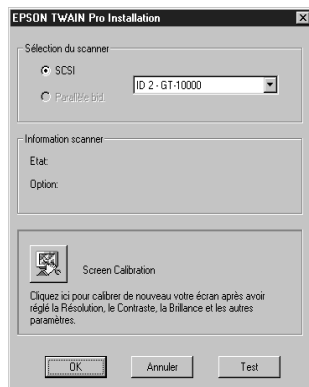 EPSON TWAIN Pro Installation
Sélection du scanner
SCSI
ID 2 - GT-10000
Parallèle bid.
Information scanner
Etat:
Option:
Screen Calibration
Cliquez ici pour calibrer de nouveau votre écran après avoir
réglé la Résolution, le Contraste, la Brillance et les autres
paramètres.
OK
Annuler
Test